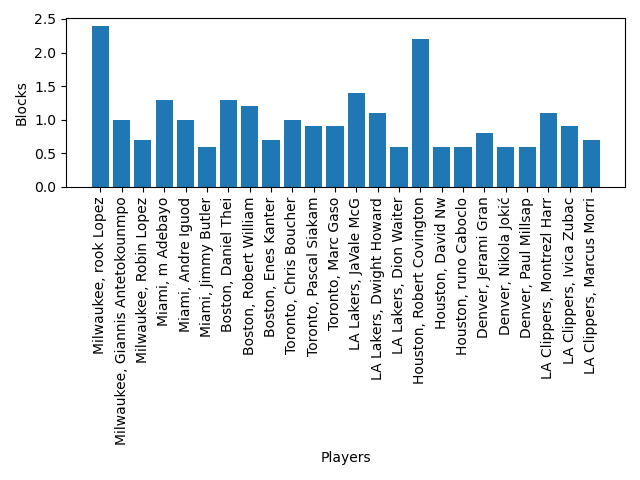 2.5
2.0
1.5
1.0
0.5
0.0
Blocks
Milwaukee, rook Lopez
Milwaukee, Giannis Antetokounmpo
Milwaukee, Robin Lopez
Miami, m Adebayo
Miami, Andre Iguod
Miami, Jimmy Butler
Boston, Daniel Thei
Boston, Robert William
Boston, Enes Kanter
Toronto, Chris Boucher
Toronto, Pascal Siakam
Toronto, Marc Gaso
LA Lakers, JaVale McG
LA Lakers, Dwight Howard
LA Lakers, Dion Waiter
Houston, Robert Covington
Houston, David Nw
Houston, runo Caboclo
Denver, Jerami Gran
Denver, Nikola Jokić
Denver, Paul Millsap
LA Clippers, Montrezl Harr
LA Clippers, Ivica Zubac
LA Clippers, Marcus Morri
Players